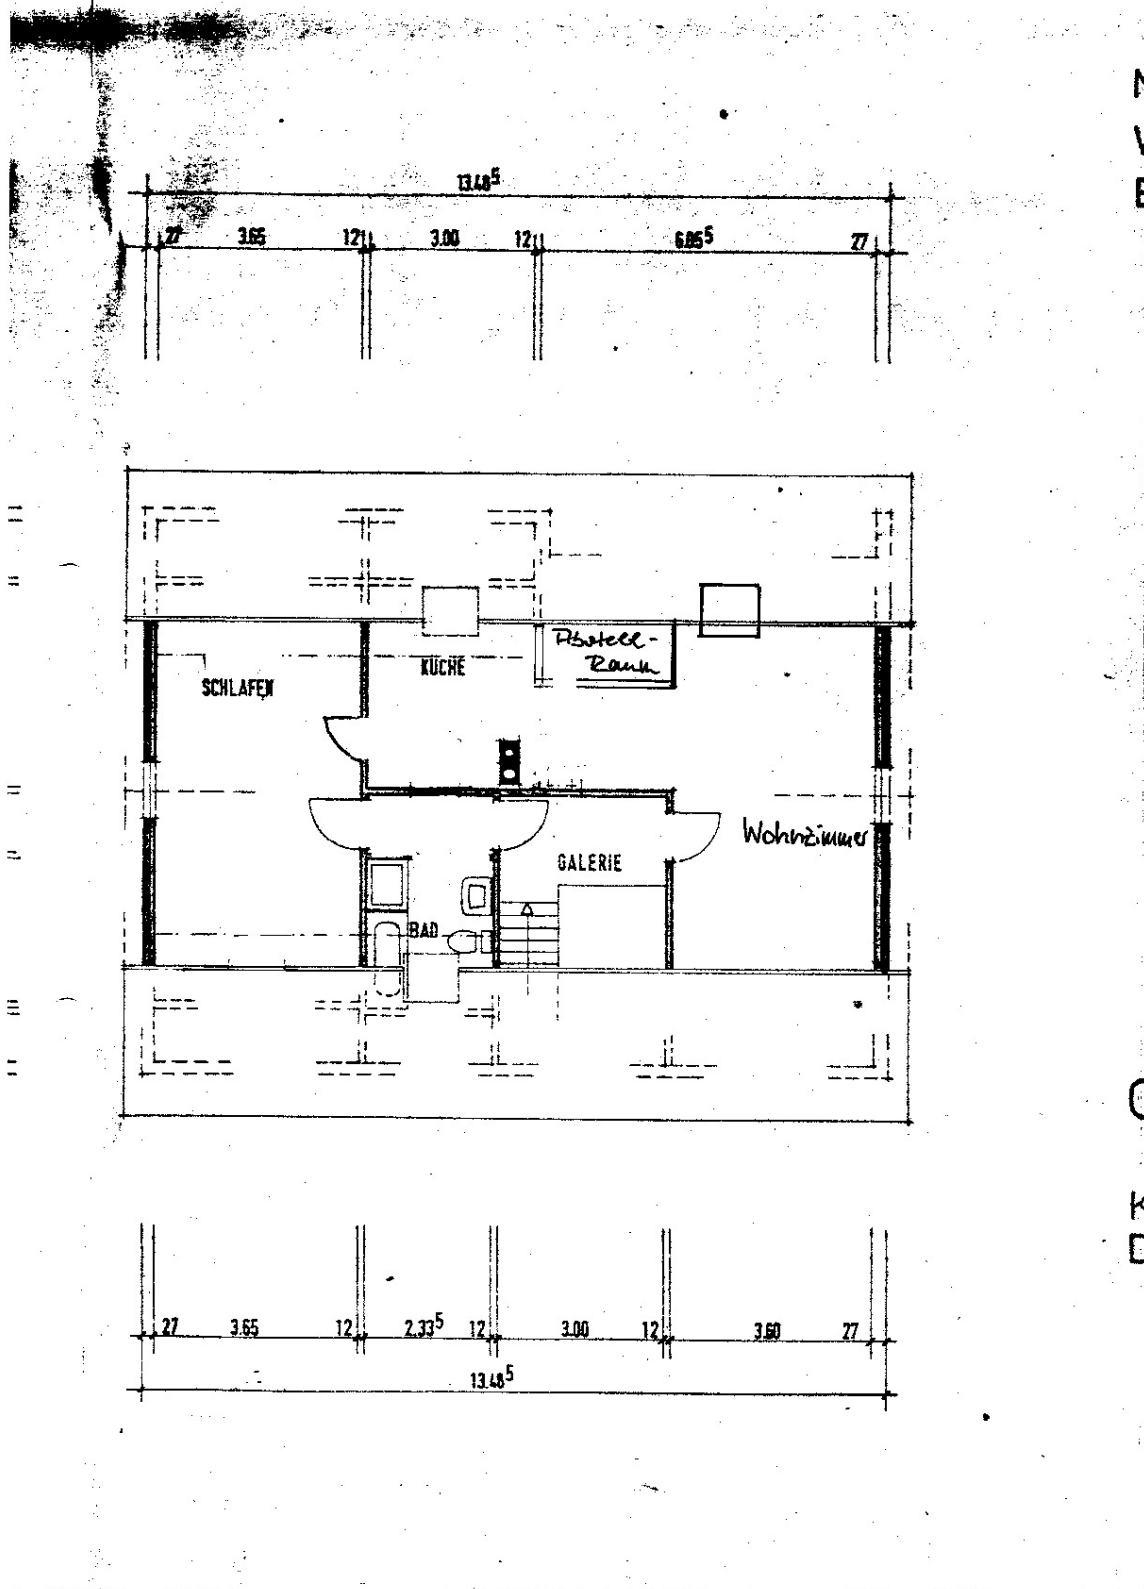 N
V
E
13.48⁵
27 3.65 12 3.00 12 6.05⁵ 27
Abstell-
Raum
KÜCHE
SCHLAFEN
Wohnzimmer
GALERIE
BAD
K
27 3.65 12 2.33⁵ 12 3.00 12 3.60 27
13.48⁵